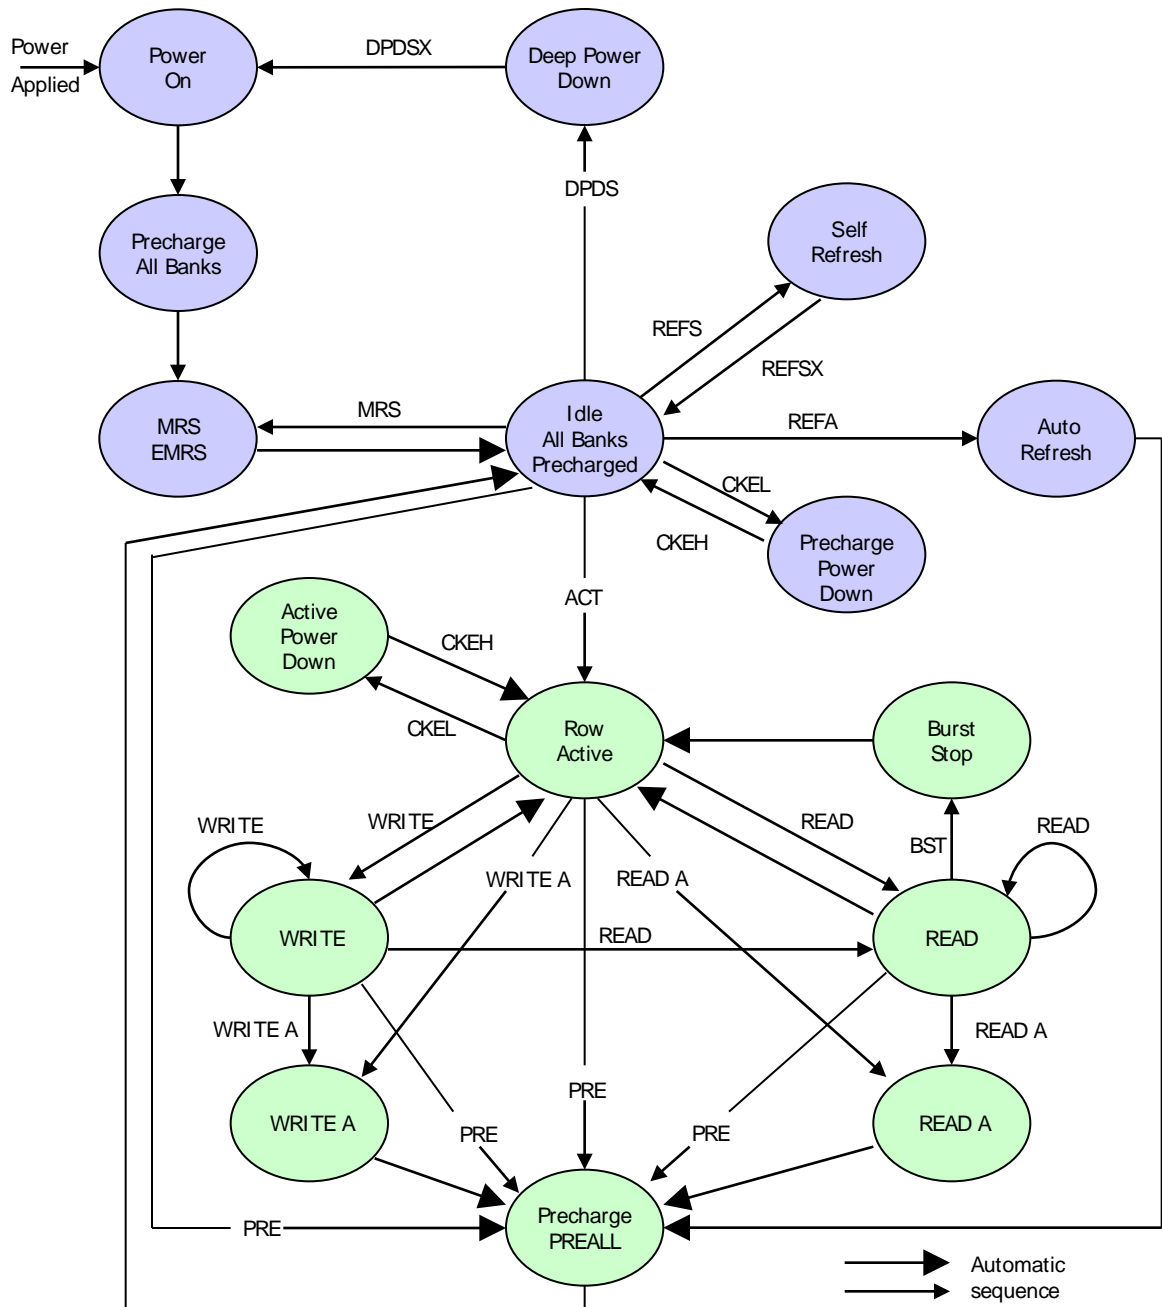 Power
Applied
Power
On
DPDSX
Deep Power
Down
DPDS
Precharge
All Banks
Self
Refresh
REFS
REFSX
MRS
EMRS
MRS
Idle
All Banks
Precharged
REFA
Auto
Refresh
CKEL
CKEH
Precharge
Power
Down
ACT
Active
Power
Down
CKEH
CKEL
Row
Active
Burst
Stop
WRITE
WRITE
READ
BST
READ
WRITE A
READ A
WRITE
READ
READ
WRITE A
READ A
WRITE A
PRE
PRE
PRE
READ A
PRE
Precharge
PREALL
Automatic
sequence